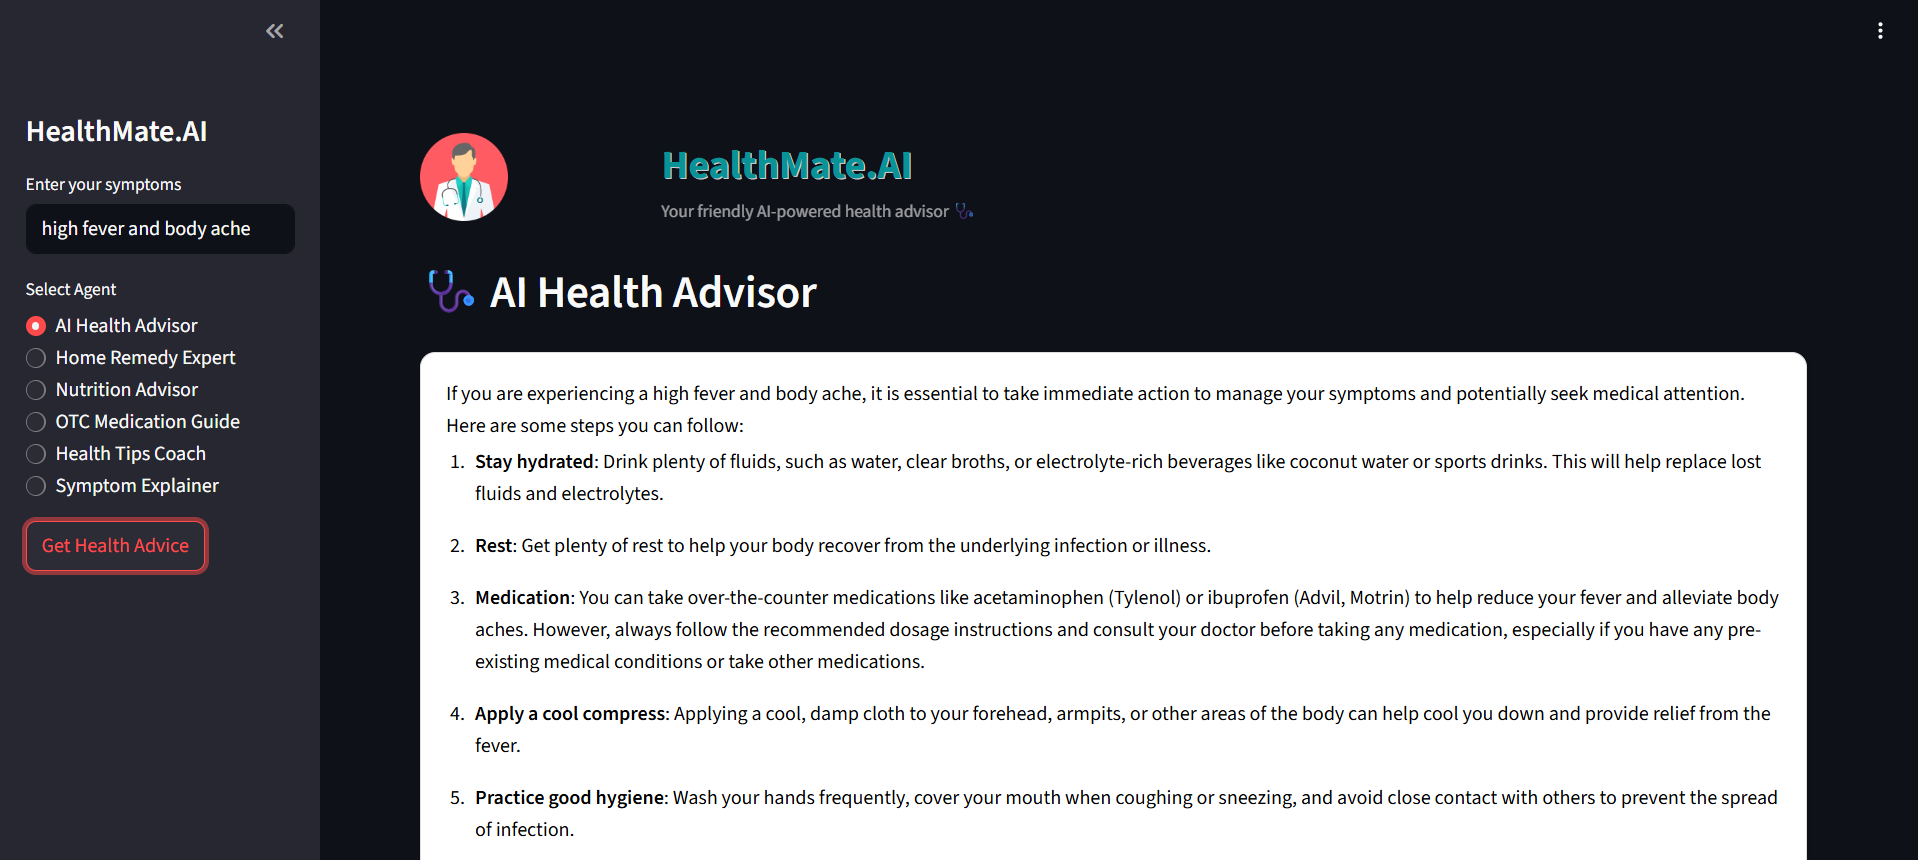 HealthMate.AI
Enter your symptoms
high fever and body ache
Select Agent
AI Health Advisor
Home Remedy Expert
Nutrition Advisor
OTC Medication Guide
Health Tips Coach
Symptom Explainer
Get Health Advice
HealthMate.AI
Your friendly AI-powered health advisor
AI Health Advisor
If you are experiencing a high fever and body ache, it is essential to take immediate action to manage your symptoms and potentially seek medical attention.
Here are some steps you can follow:
1. Stay hydrated: Drink plenty of fluids, such as water, clear broths, or electrolyte-rich beverages like coconut water or sports drinks. This will help replace lost
fluids and electrolytes.
2. Rest: Get plenty of rest to help your body recover from the underlying infection or illness.
3. Medication: You can take over-the-counter medications like acetaminophen (Tylenol) or ibuprofen (Advil, Motrin) to help reduce your fever and alleviate body
aches. However, always follow the recommended dosage instructions and consult your doctor before taking any medication, especially if you have any pre-
existing medical conditions or take other medications.
4. Apply a cool compress: Applying a cool, damp cloth to your forehead, armpits, or other areas of the body can help cool you down and provide relief from the
fever.
5. Practice good hygiene: Wash your hands frequently, cover your mouth when coughing or sneezing, and avoid close contact with others to prevent the spread
of infection.